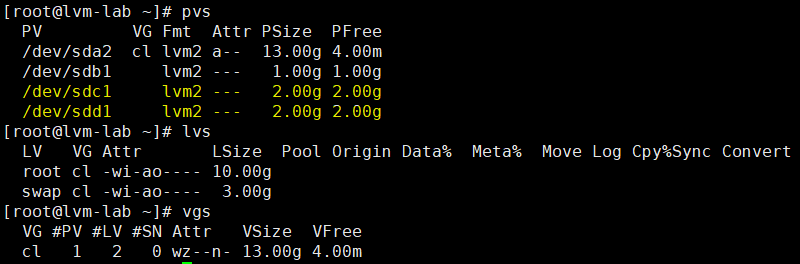 [root@lvm-lab ~]# pvs
  PV         VG Fmt  Attr PSize  PFree
  /dev/sda2  cl lvm2 a--  13.00g 4.00m
  /dev/sdb1     lvm2 ---   1.00g 1.00g
  /dev/sdc1     lvm2 ---   2.00g 2.00g
  /dev/sdd1     lvm2 ---   2.00g 2.00g
[root@lvm-lab ~]# lvs
  LV   VG Attr       LSize  Pool Origin Data%  Meta%  Move Log Cpy%Sync Convert
  root cl -wi-ao---- 10.00g
  swap cl -wi-ao----  3.00g
[root@lvm-lab ~]# vgs
  VG #PV #LV #SN Attr   VSize  VFree
  cl   1   2   0 wz--n- 13.00g 4.00m